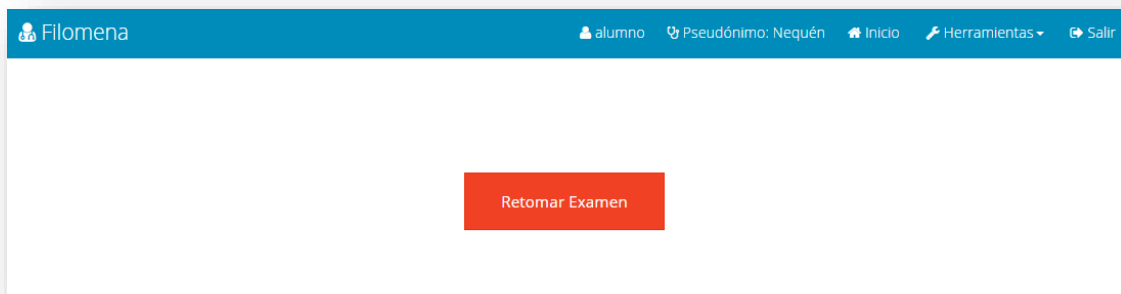 Filomena alumno Pseudónimo: Nequén Inicio Herramientas Salir
Retomar Examen